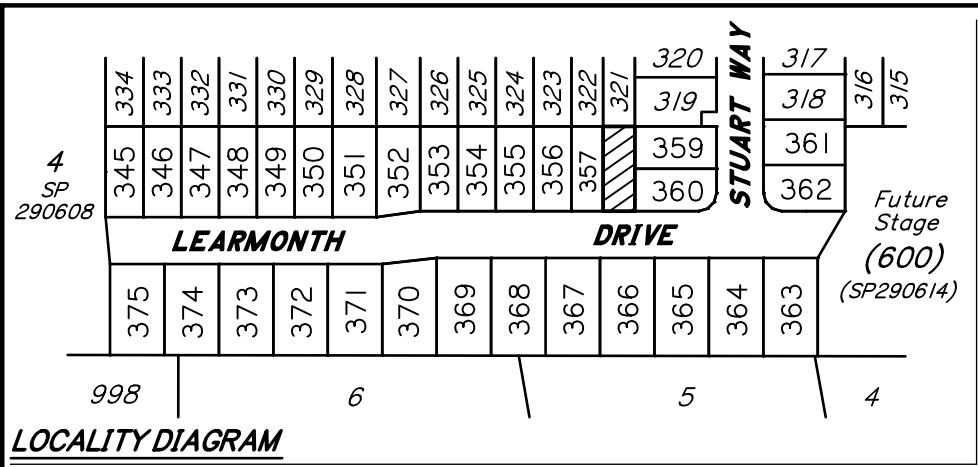 334 333 332 331 330 329 328 327 326 325 324 323 322 321 320 STUART WAY 317 316 315
319 318
4 345 346 347 348 349 350 351 352 353 354 355 356 357 359 361
SP
290608
360 362
Future
Stage
(600)
(SP290614)
LEARMONTH DRIVE
375 374 373 372 371 370 369 368 367 366 365 364 363
998 6 5 4
LOCALITY DIAGRAM